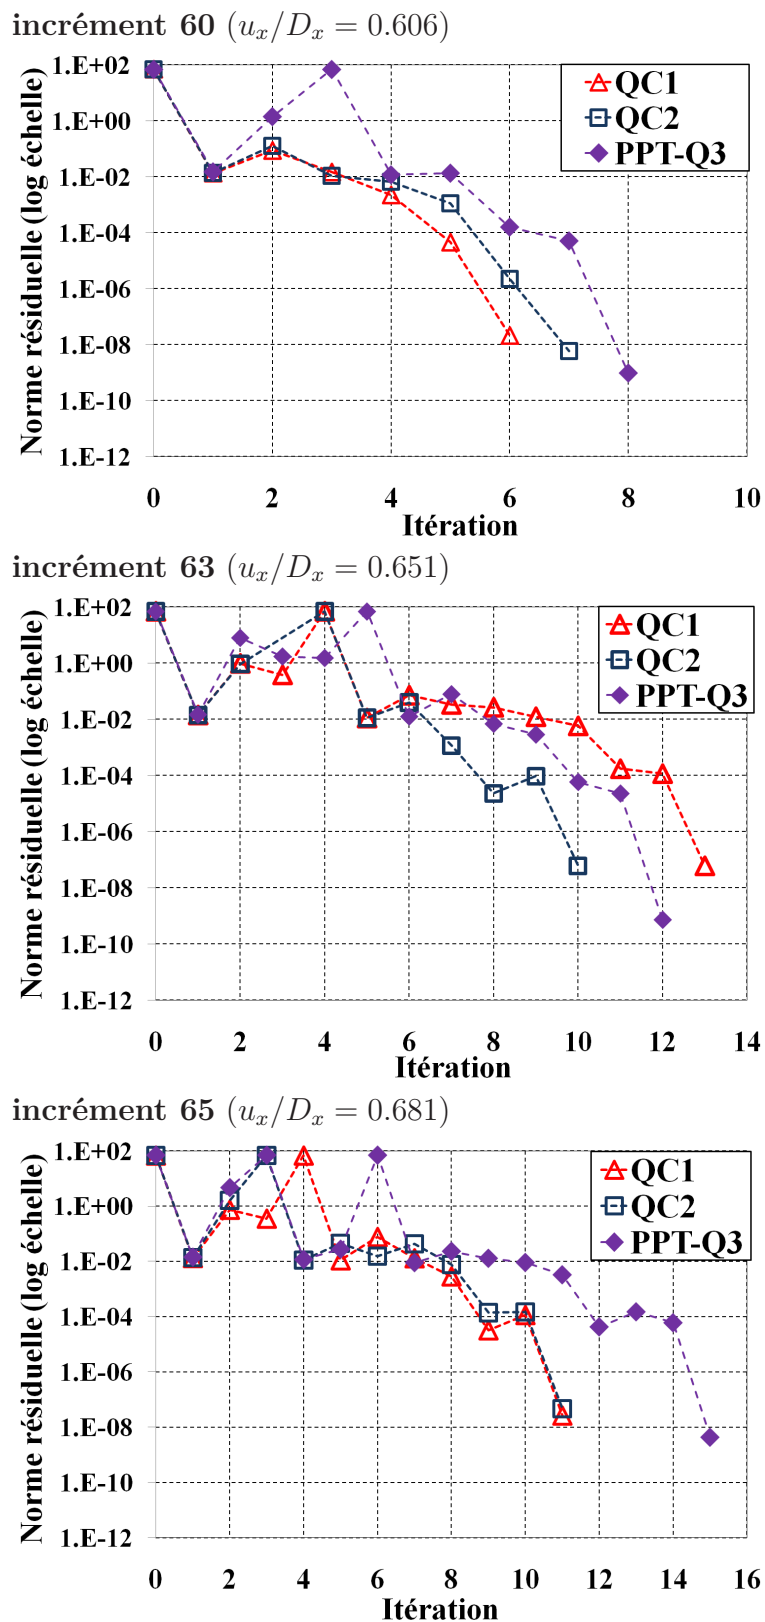 incrément 60 (u_x/D_x = 0.606)
1.E+02
1.E+00
1.E-02
1.E-04
1.E-06
1.E-08
1.E-10
1.E-12
Norme résiduelle (log échelle)
QC1
QC2
PPT-Q3
0 2 4 6 8 10
Itération
incrément 63 (u_x/D_x = 0.651)
1.E+02
1.E+00
1.E-02
1.E-04
1.E-06
1.E-08
1.E-10
1.E-12
Norme résiduelle (log échelle)
QC1
QC2
PPT-Q3
0 2 4 6 8 10 12 14
Itération
incrément 65 (u_x/D_x = 0.681)
1.E+02
1.E+00
1.E-02
1.E-04
1.E-06
1.E-08
1.E-10
1.E-12
Norme résiduelle (log échelle)
QC1
QC2
PPT-Q3
0 2 4 6 8 10 12 14 16
Itération